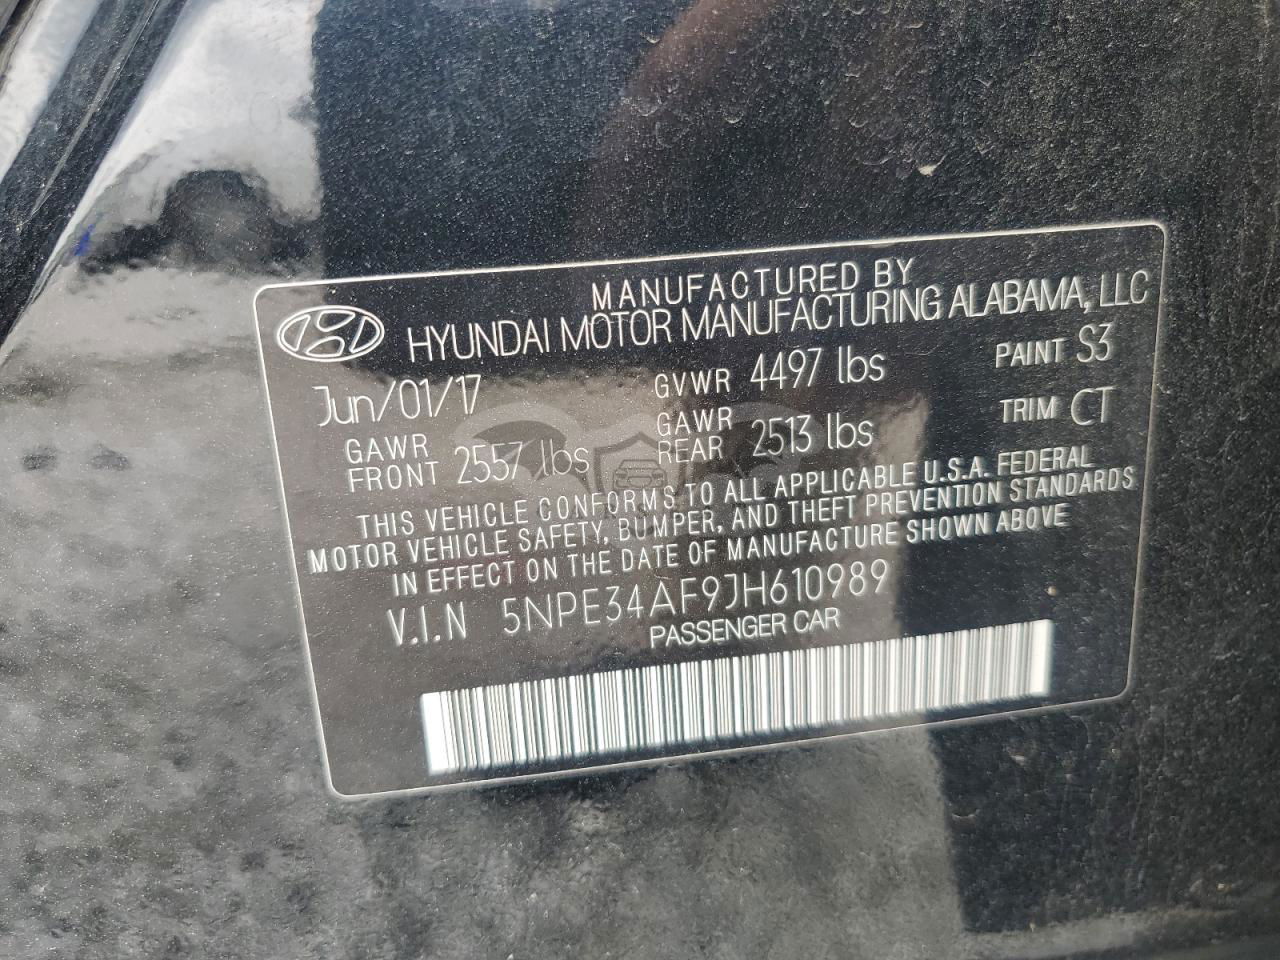 MANUFACTURED BY
HYUNDAI MOTOR MANUFACTURING ALABAMA, LLC
Jun/01/17 GVWR 4497 lbs PAINT S3
GAWR FRONT 2557 lbs GAWR REAR 2513 lbs TRIM CT
THIS VEHICLE CONFORMS TO ALL APPLICABLE U.S.A. FEDERAL
MOTOR VEHICLE SAFETY, BUMPER, AND THEFT PREVENTION STANDARDS
IN EFFECT ON THE DATE OF MANUFACTURE SHOWN ABOVE
V.I.N 5NPE34AF9JH610989
PASSENGER CAR